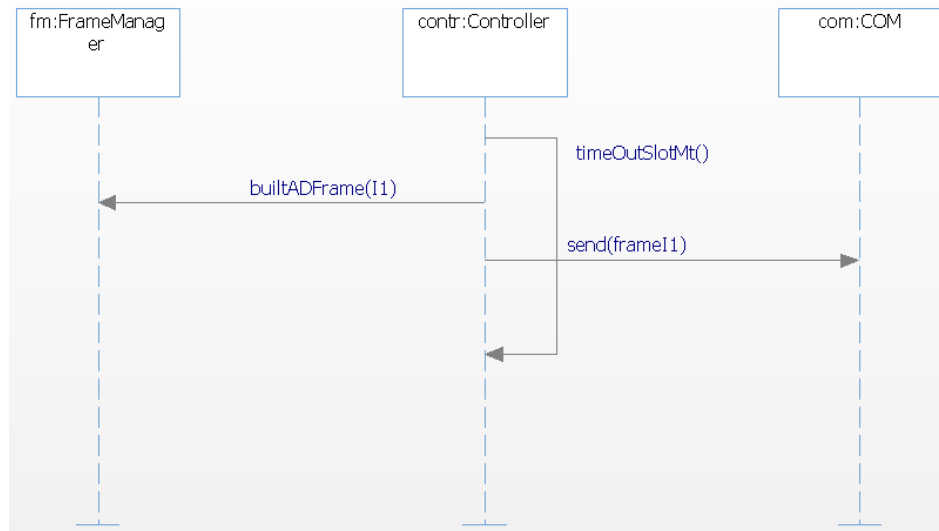 fm:FrameManag
er
contr:Controller
com:COM
timeOutSlotMt()
builtADFrame(I1)
send(frameI1)